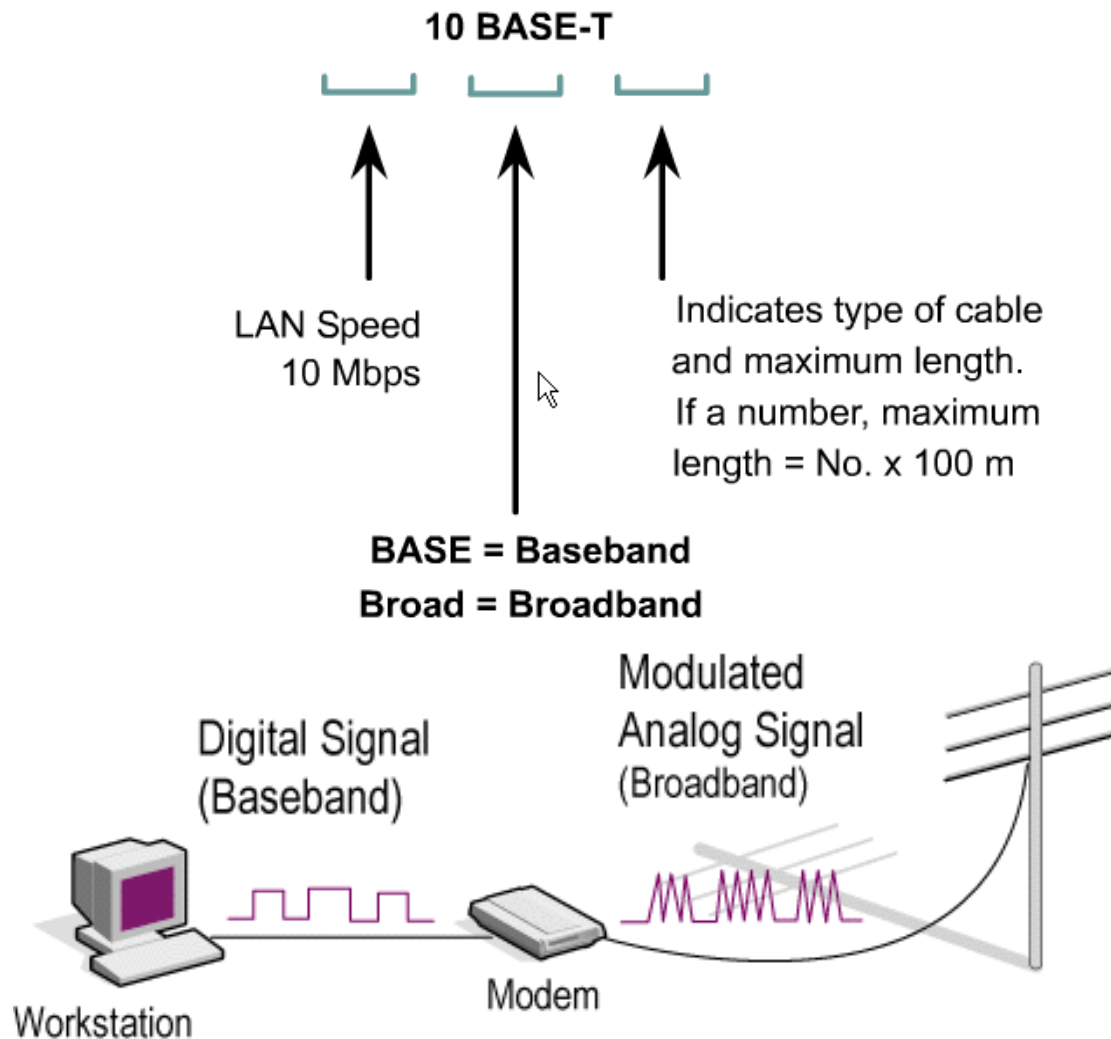 10 BASE-T
LAN Speed
10 Mbps
Indicates type of cable
and maximum length.
If a number, maximum
length = No. x 100 m
BASE = Baseband
Broad = Broadband
Digital Signal
(Baseband)
Modulated
Analog Signal
(Broadband)
Workstation
Modem